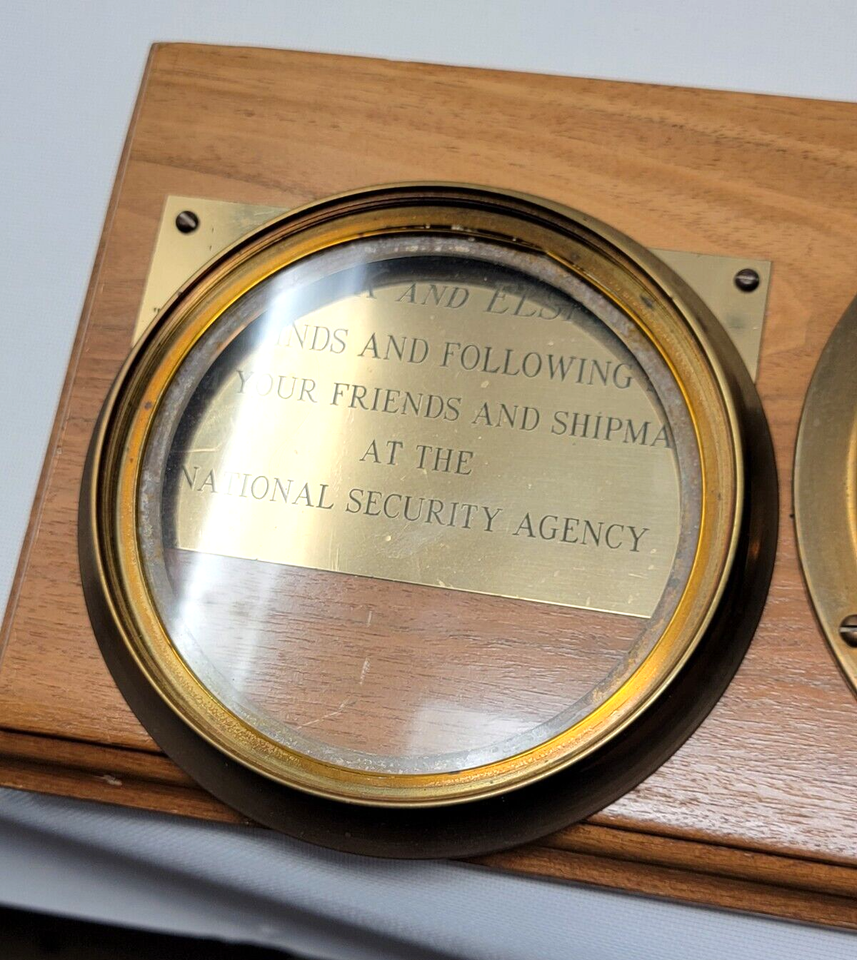 AND
AND FOLLOWING
YOUR FRIENDS AND
AT THE
NATIONAL SECURITY AGENCY